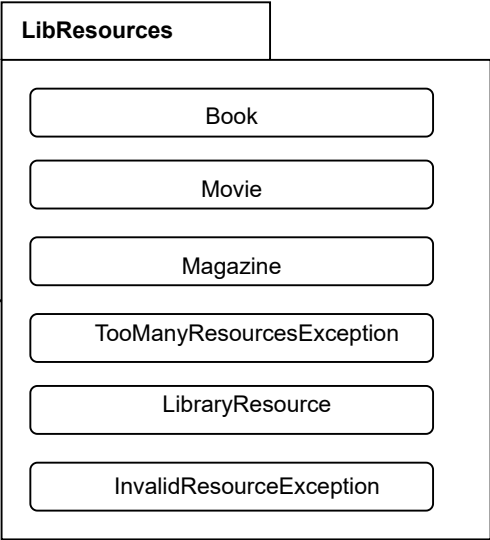 LibResources
Book
Movie
Magazine
TooManyResourcesException
LibraryResource
InvalidResourceException